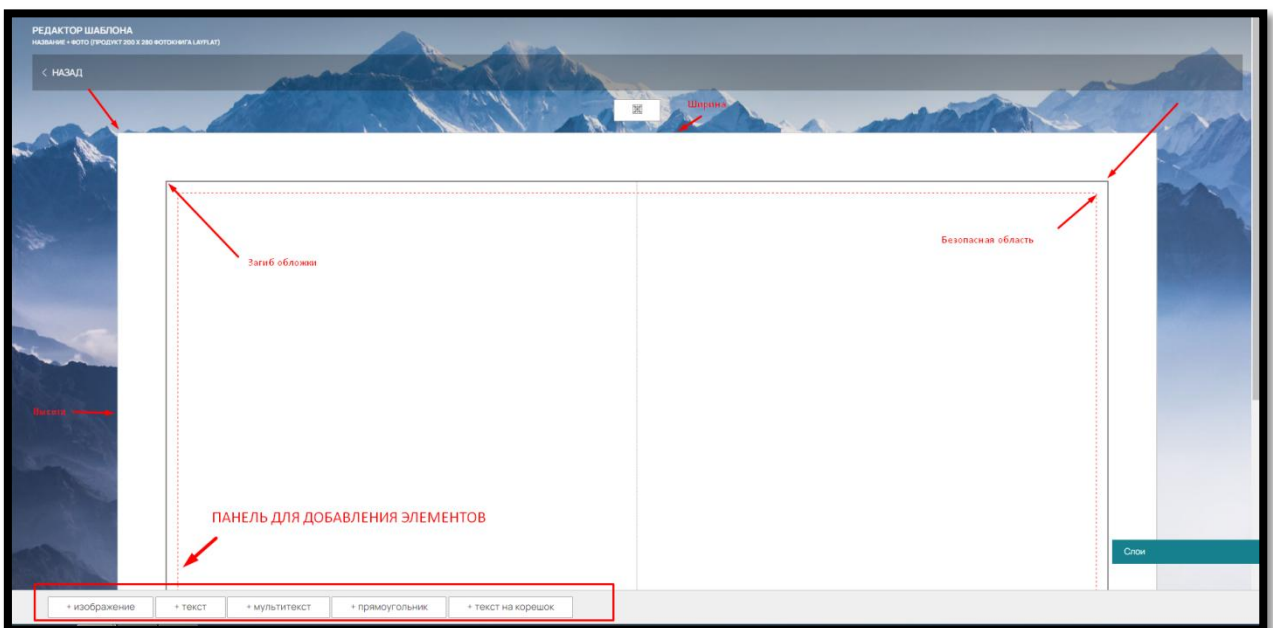 РЕДАКТОР ШАБЛОНА
НАЗВАНИЕ + ФОТО (ПРОДУКТ 200 X 280 ФОТОКНИГА LAYFLAT)
< НАЗАД
Ширина
Безопасная область
Загиб обложки
Высота
ПАНЕЛЬ ДЛЯ ДОБАВЛЕНИЯ ЭЛЕМЕНТОВ
Слои
+ изображение + текст + мультитекст + прямоугольник + текст на корешок